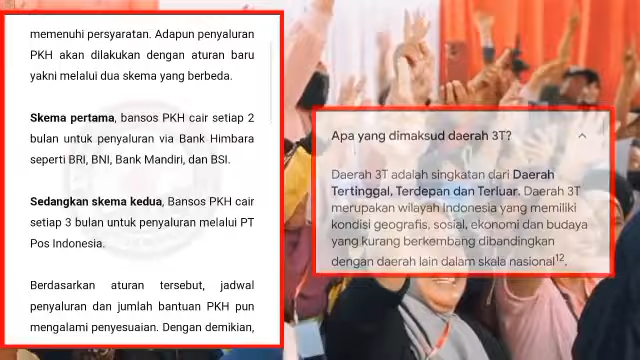 memenuhi persyaratan. Adapun penyaluran
PKH akan dilakukan dengan aturan baru
yakni melalui dua skema yang berbeda.
Skema pertama, bansos PKH cair setiap 2
bulan untuk penyaluran via Bank Himbara
seperti BRI, BNI, Bank Mandiri, dan BSI.
Sedangkan skema kedua, Bansos PKH cair
setiap 3 bulan untuk penyaluran melalui PT
Pos Indonesia.
Berdasarkan aturan tersebut, jadwal
penyaluran dan jumlah bantuan PKH pun
mengalami penyesuaian. Dengan demikian,
Apa yang dimaksud daerah 3T?
Daerah 3T adalah singkatan dari Daerah
Tertinggal, Terdepan dan Terluar. Daerah 3T
merupakan wilayah Indonesia yang memiliki
kondisi geografis, sosial, ekonomi dan budaya
yang kurang berkembang dibandingkan
dengan daerah lain dalam skala nasional¹².